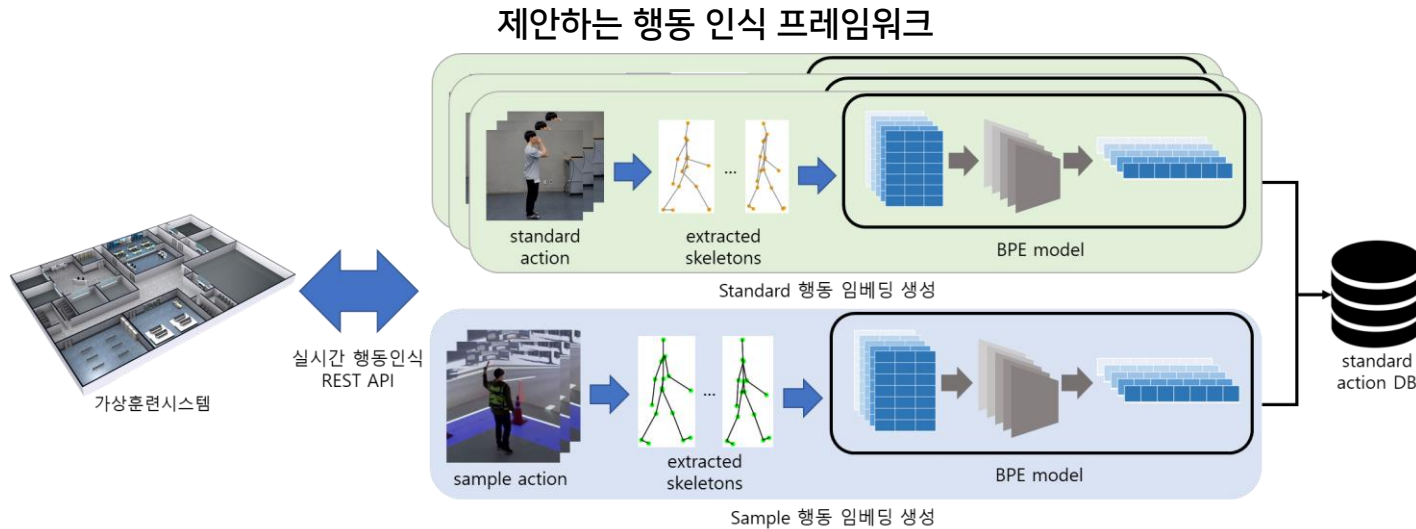 제안하는 행동 인식 프레임워크
...
standard
action
extracted
skeletons
BPE model
Standard 행동 임베딩 생성
가상훈련시스템
실시간 행동인식
REST API
...
sample action
extracted
skeletons
BPE model
Sample 행동 임베딩 생성
standard
action DB